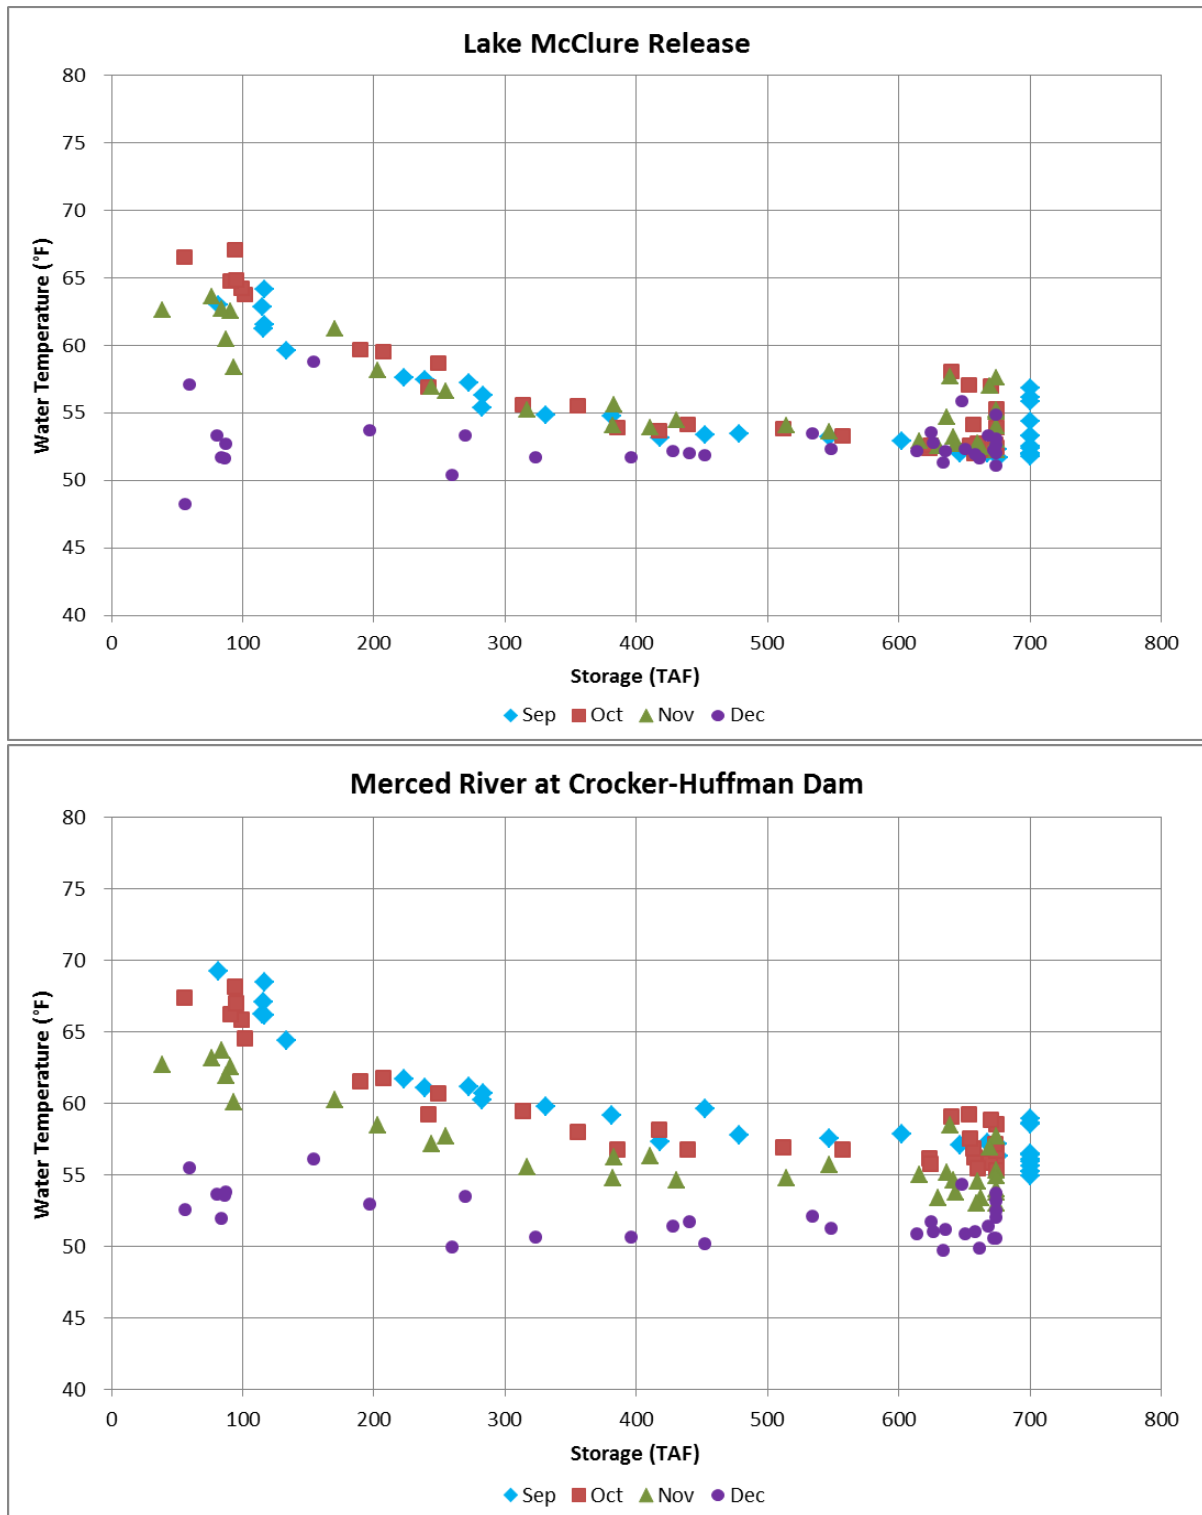 Lake McClure Release
80
75
70
65
60
55
50
45
40
Water Temperature (°F)
0 100 200 300 400 500 600 700 800
Storage (TAF)
Sep Oct Nov Dec
Merced River at Crocker-Huffman Dam
80
75
70
65
60
55
50
45
40
Water Temperature (°F)
0 100 200 300 400 500 600 700 800
Storage (TAF)
Sep Oct Nov Dec